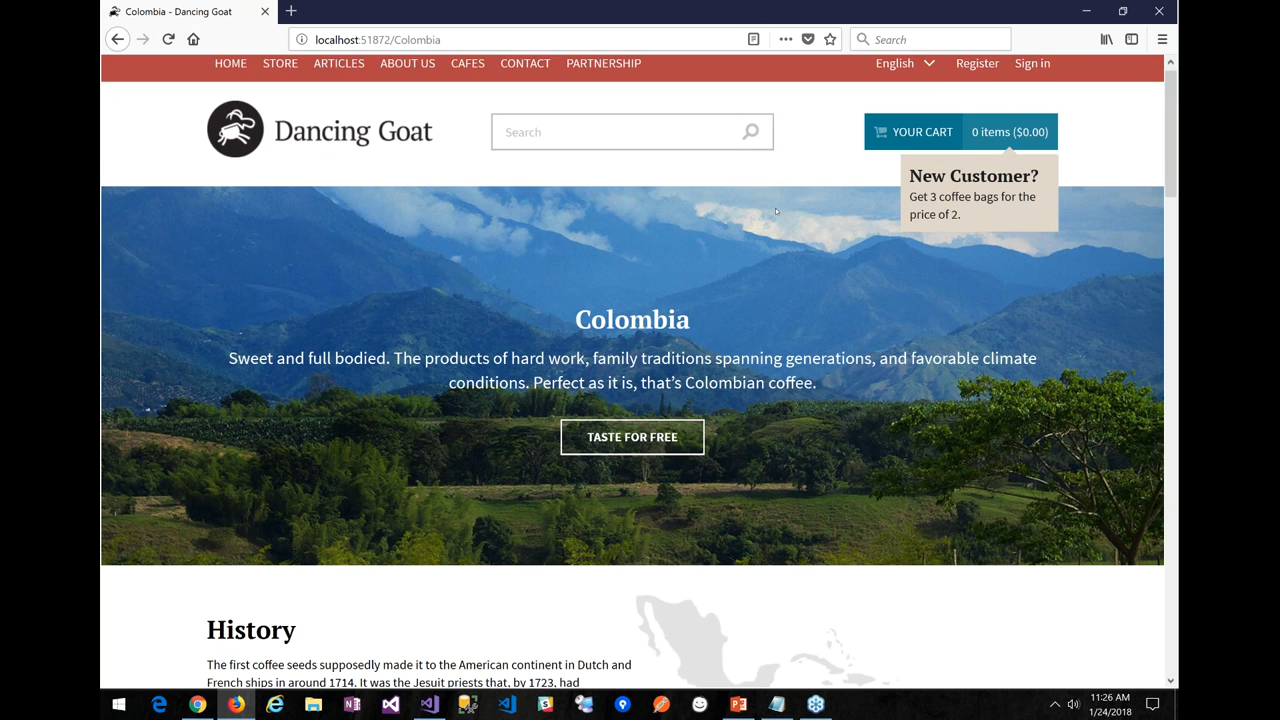 Colombia - Dancing Goat
localhost:51872/Colombia
Search
HOME STORE ARTICLES ABOUT US CAFES CONTACT PARTNERSHIP English Register Sign in
Dancing Goat
Search
YOUR CART 0 items ($0.00)
New Customer?
Get 3 coffee bags for the
price of 2.
Colombia
Sweet and full bodied. The products of hard work, family traditions spanning generations, and favorable climate
conditions. Perfect as it is, that’s Colombian coffee.
TASTE FOR FREE
History
The first coffee seeds supposedly made it to the American continent in Dutch and
French ships in around 1714. It was the Jesuit priests that, by 1723, had
11:26 AM
1/24/2018